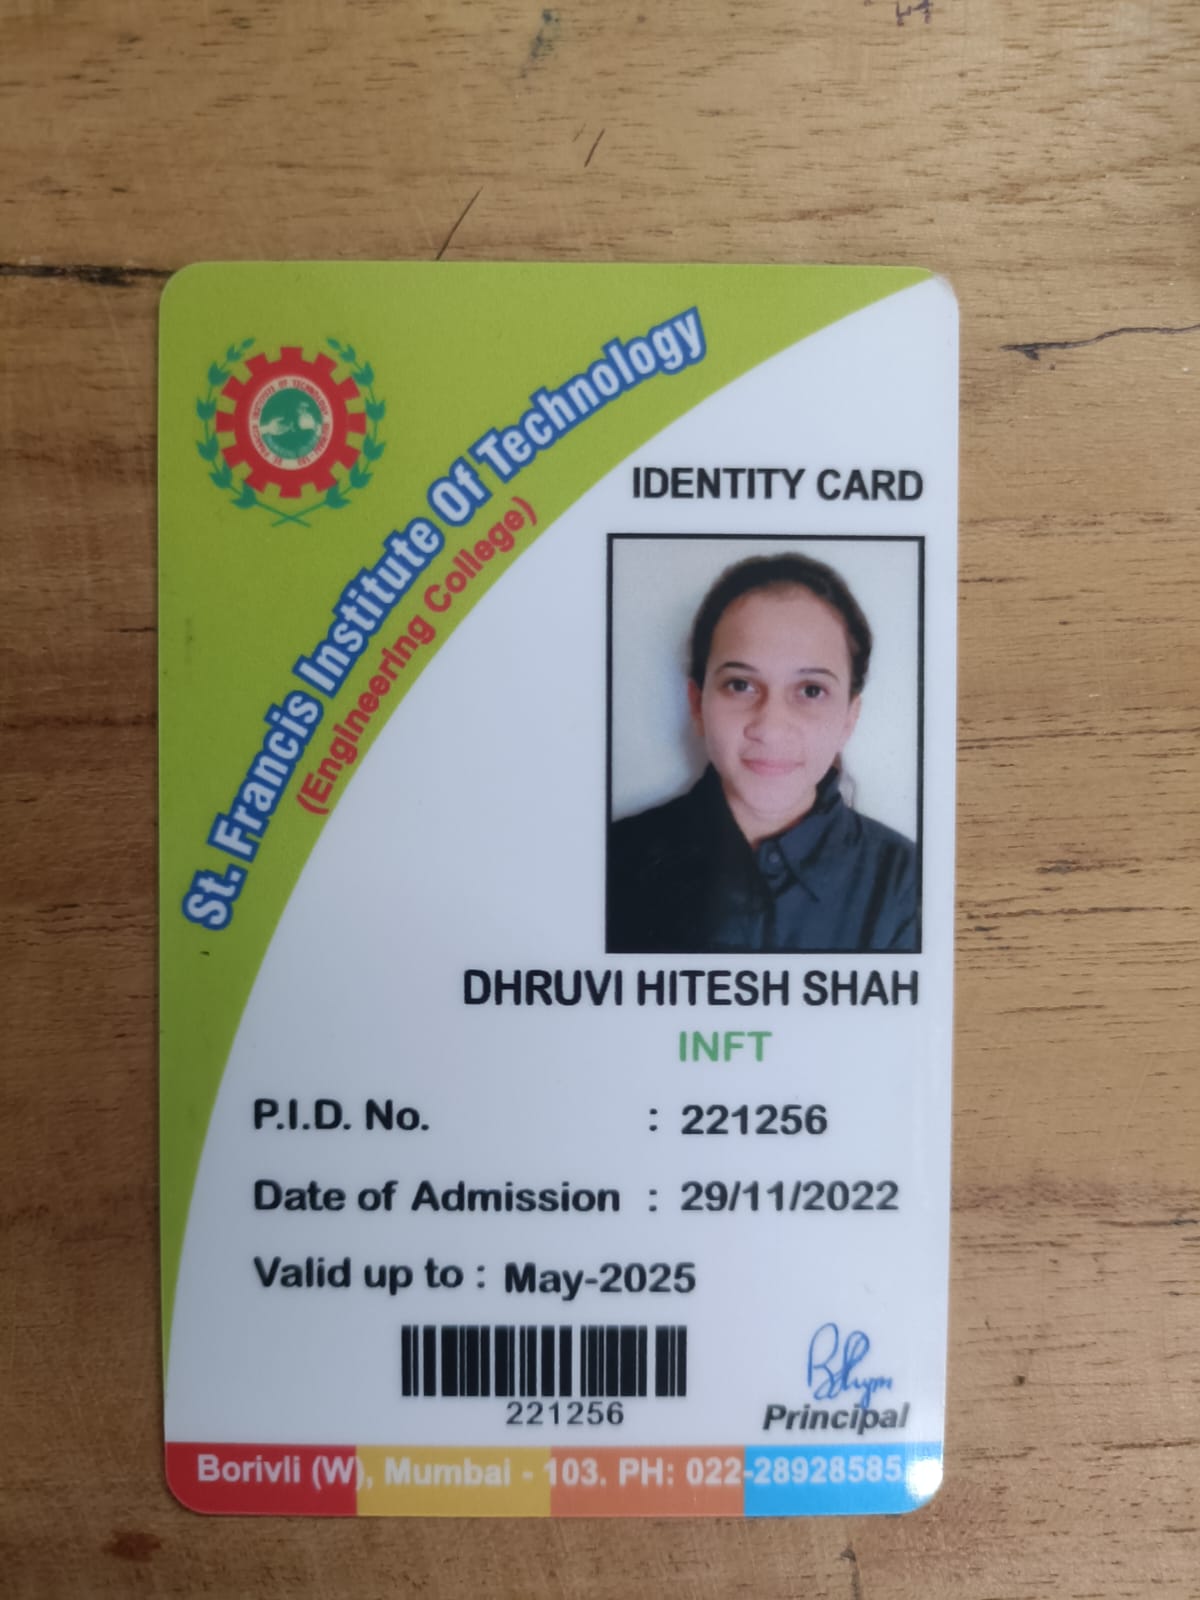 St. Francis Institute Of Technology
(Engineering College)
IDENTITY CARD
DHRUVI HITESH SHAH
INFT
P.I.D. No. : 221256
Date of Admission : 29/11/2022
Valid up to : May-2025
221256
Principal
Borivli (W), Mumbai - 103. PH: 022-28928585